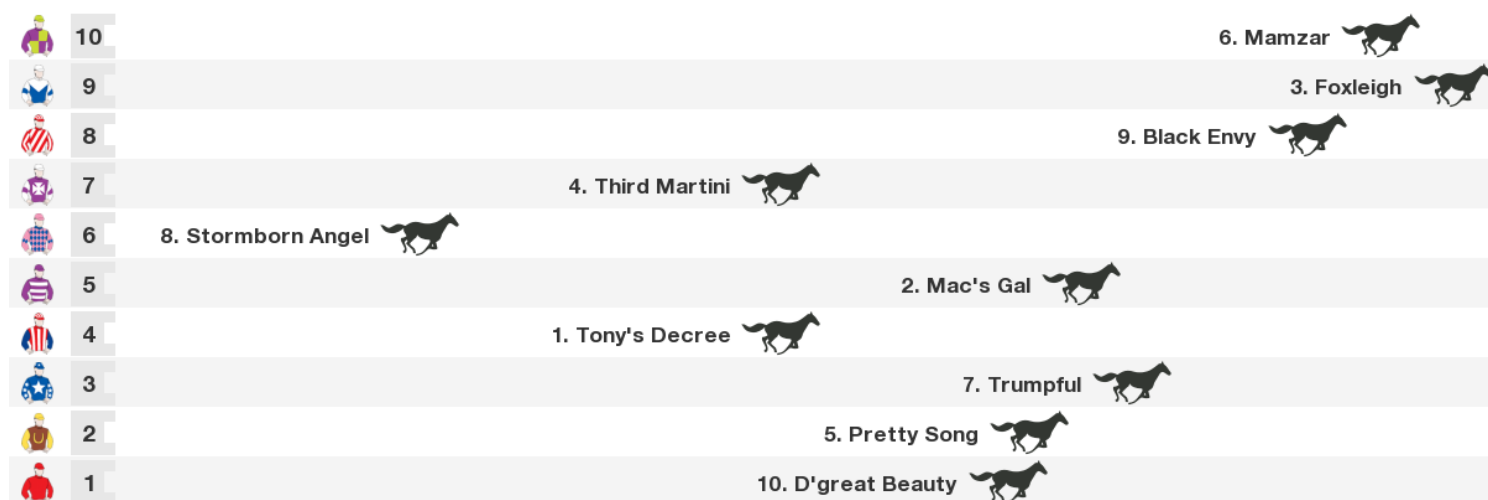 10 6. Mamzar
9 3. Foxleigh
8 9. Black Envy
7 4. Third Martini
6 8. Stormborn Angel
5 2. Mac's Gal
4 1. Tony's Decree
3 7. Trumpful
2 5. Pretty Song
1 10. D'great Beauty